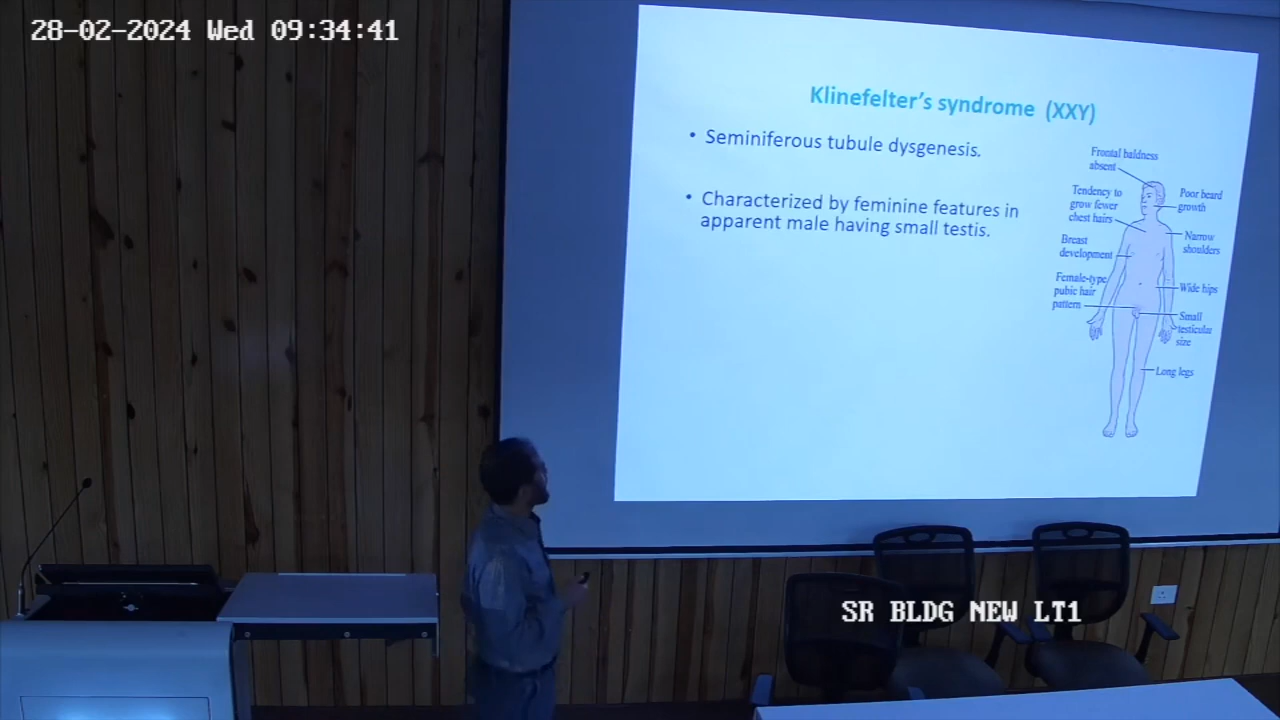 28-02-2024 Wed 09:34:41
Klinefelter's syndrome (XXY)
• Seminiferous tubule dysgenesis.
• Characterized by feminine features in
apparent male having small testis.
Frontal baldness
absent
Poor beard
growth
Tendency to
grow fewer
chest hairs
Narrow
shoulders
Breast
development
Wide hips
Female-type
pubic hair
pattern
Small
testicular
size
Long legs
SR BLDG NEW LT1